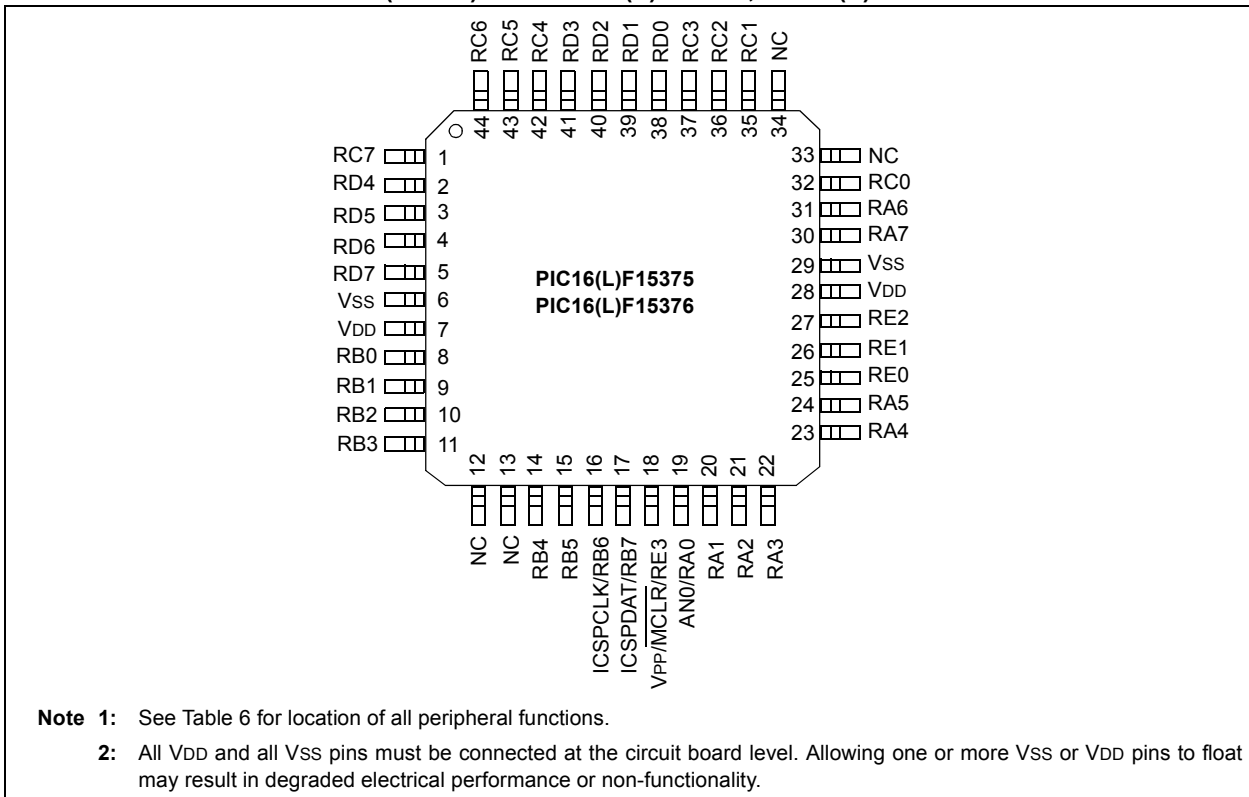 RC6
RC5
RC4
RD3
RD2
RD1
RD0
RC3
RC2
RC1
NC
44
43
42
41
40
39
38
37
36
35
34
RC7 1
RD4 2
RD5 3
RD6 4
RD7 5
VSS 6
VDD 7
RB0 8
RB1 9
RB2 10
RB3 11
PIC16(L)F15375
PIC16(L)F15376
33 NC
32 RC0
31 RA6
30 RA7
29 VSS
28 VDD
27 RE2
26 RE1
25 RE0
24 RA5
23 RA4
12
13
14
15
16
17
18
19
20
21
22
NC
NC
RB4
RB5
ICSPCLK/RB6
ICSPDAT/RB7
VPP/MCLR/RE3
AN0/RA0
RA1
RA2
RA3
Note 1: See Table 6 for location of all peripheral functions.
2: All VDD and all VSS pins must be connected at the circuit board level. Allowing one or more VSS or VDD pins to float
may result in degraded electrical performance or non-functionality.